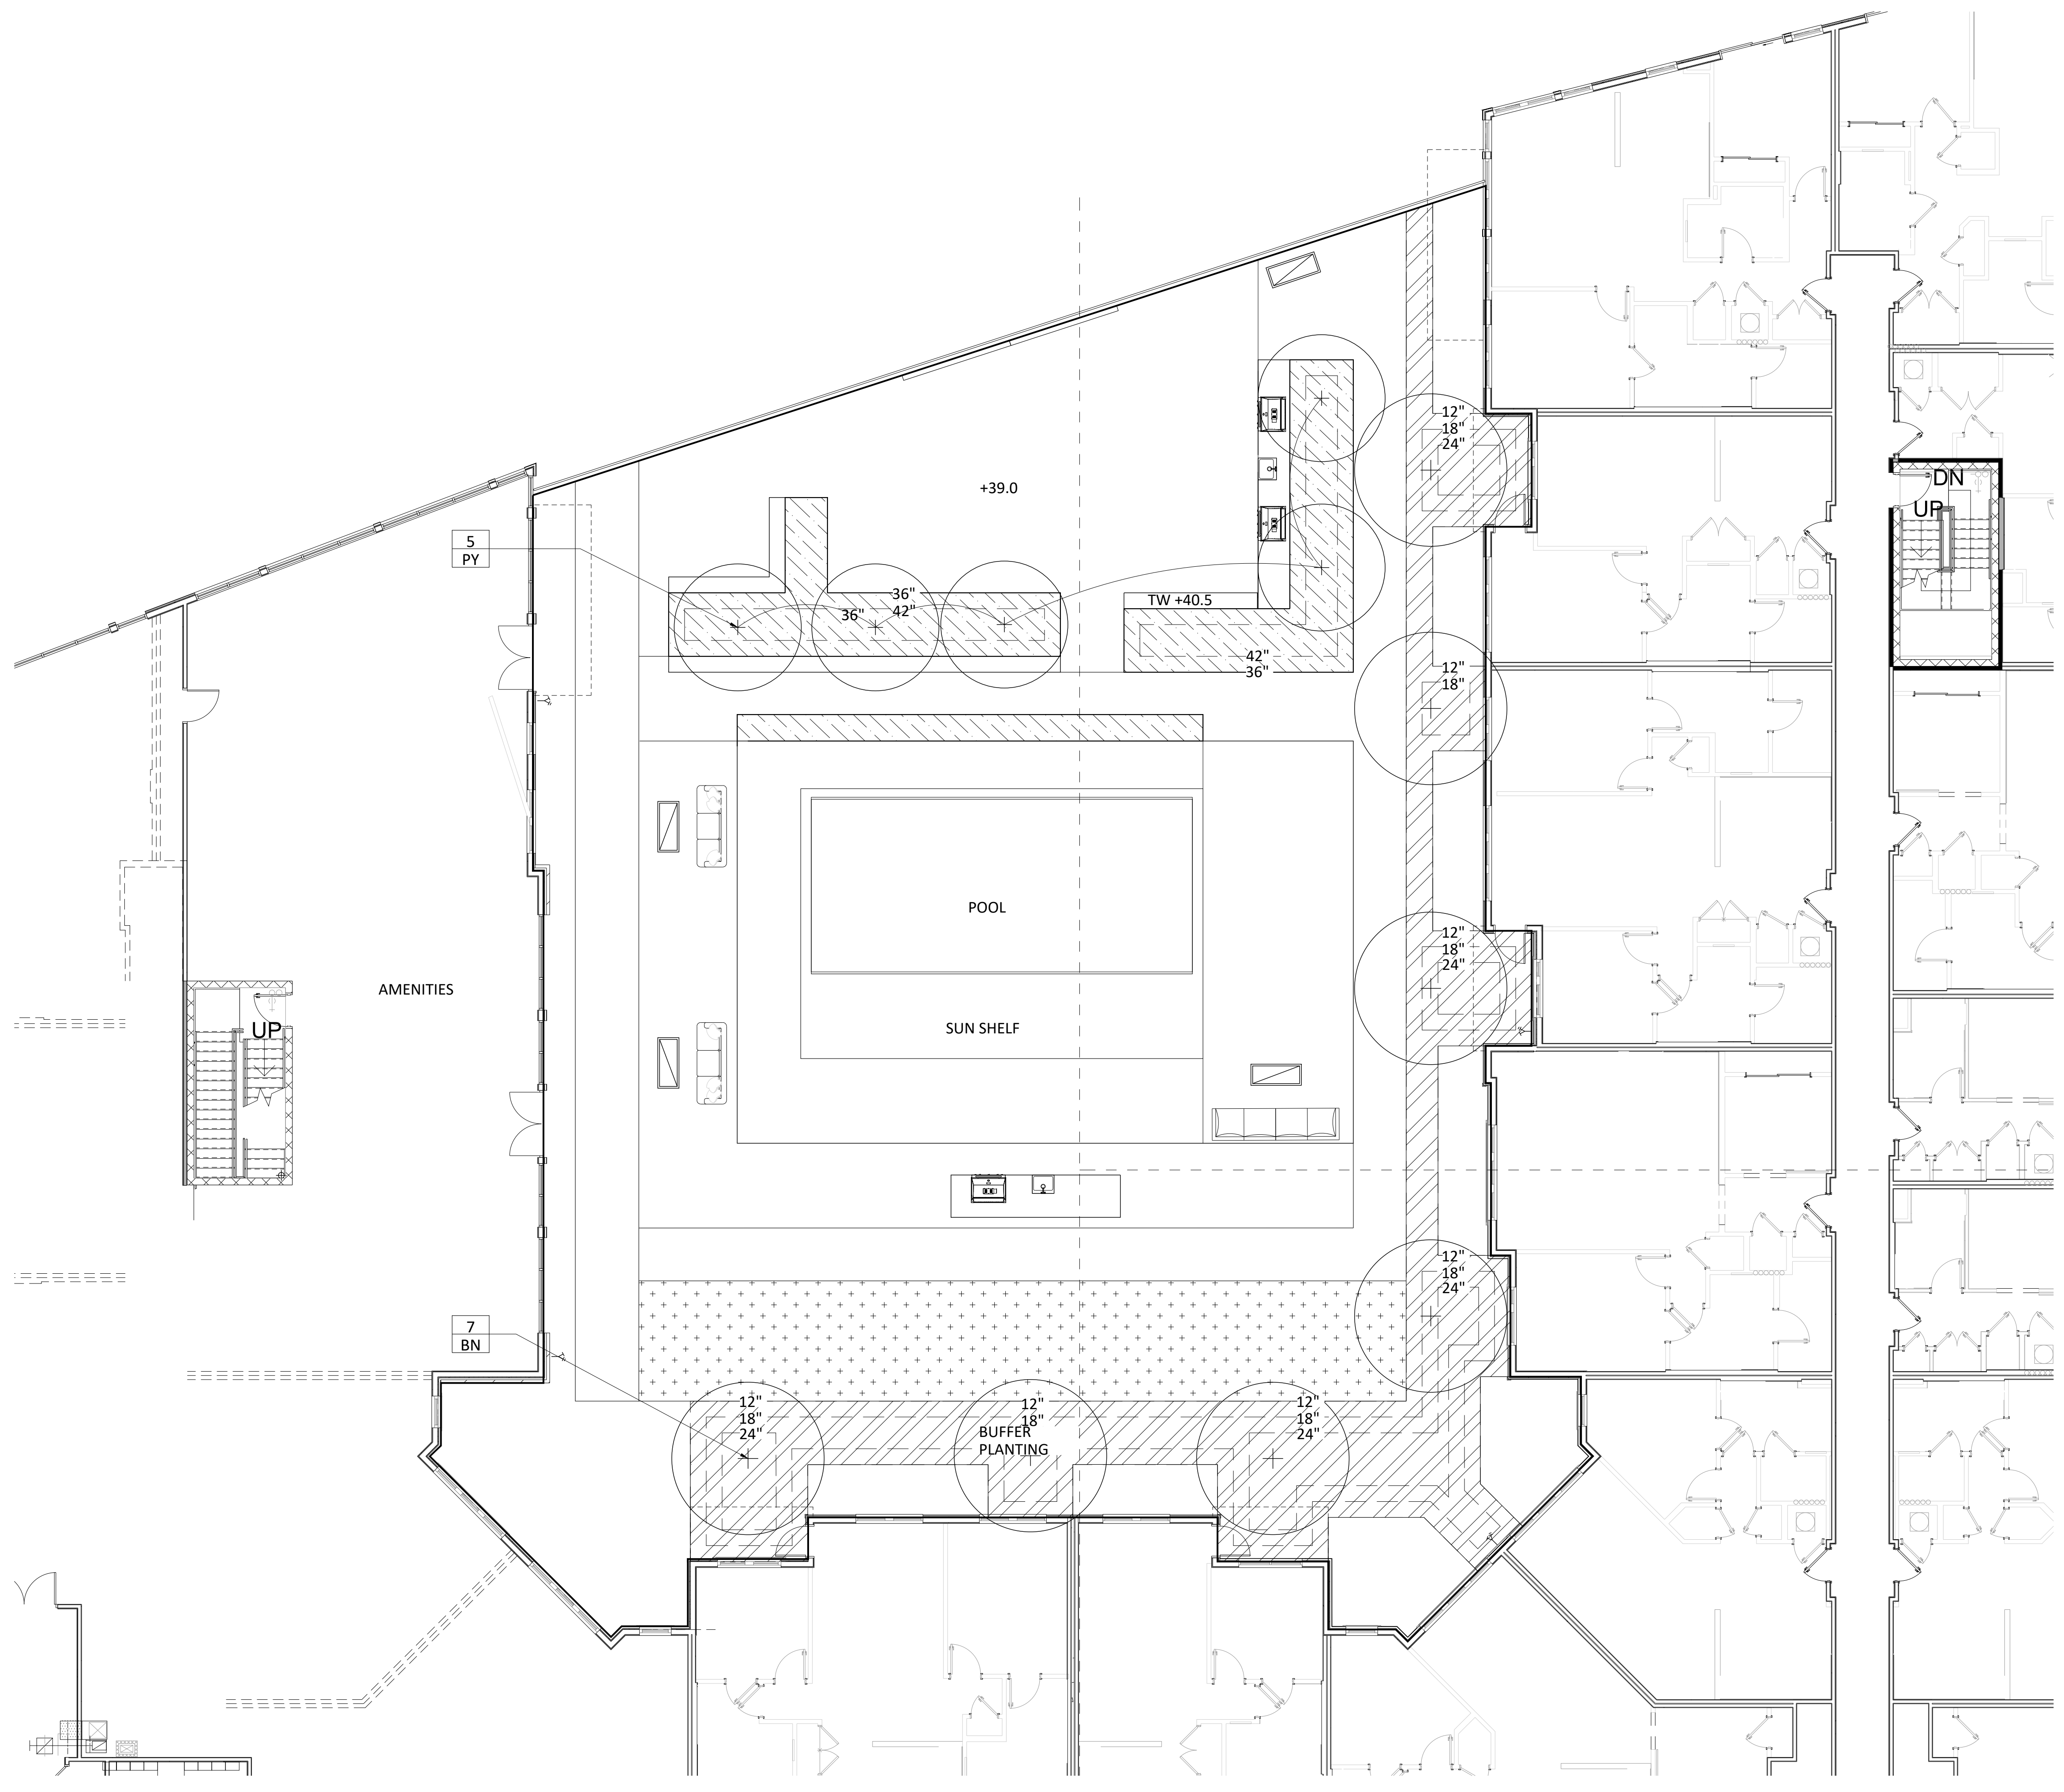 12"
18"
24"
DN
UP
+39.0
5
PY
36"
36"
42"
TW +40.5
42"
36"
12"
18"
POOL
12"
18"
24"
AMENITIES
SUN SHELF
UP
12"
18"
24"
7
BN
12"
18"
24"
12"
18"
BUFFER
PLANTING
12"
18"
24"